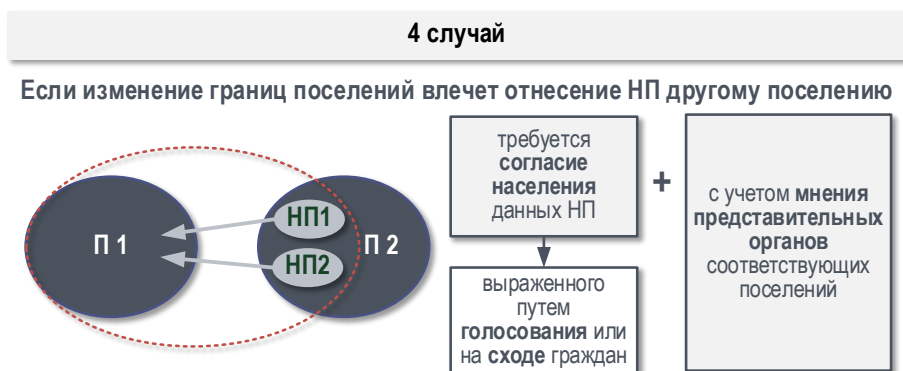 4 случай
Если изменение границ поселений влечет отнесение НП другому поселению
П 1
НП1
НП2
П 2
требуется
согласие
населения
данных НП
выраженного
путем
голосования или
на сходе граждан
+
с учетом мнения
представительных
органов
соответствующих
поселений